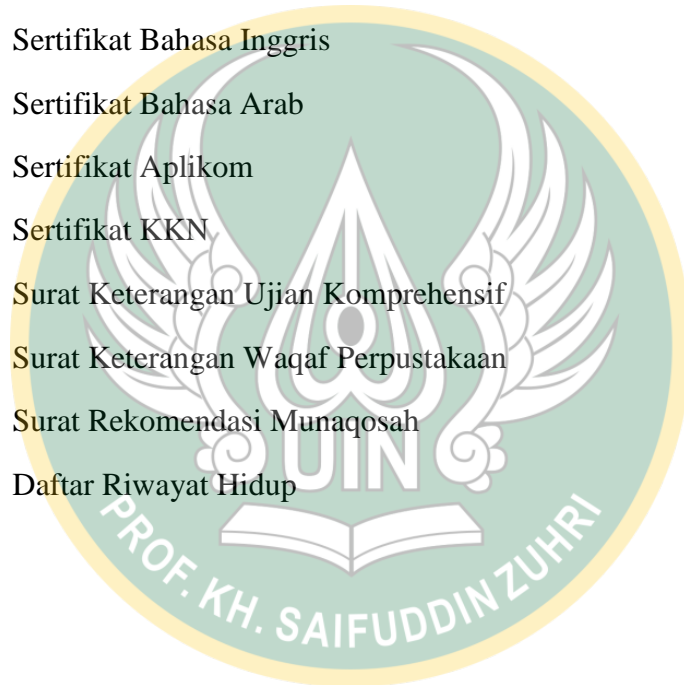 Sertifikat Bahasa Inggris
Sertifikat Bahasa Arab
Sertifikat Aplikom
Sertifikat KKN
Surat Keterangan Ujian Komprehensif
Surat Keterangan Waqaf Perpustakaan
Surat Rekomendasi Munaqosah
Daftar Riwayat Hidup
UIN
PROF. KH. SAIFUDDIN ZUHRI